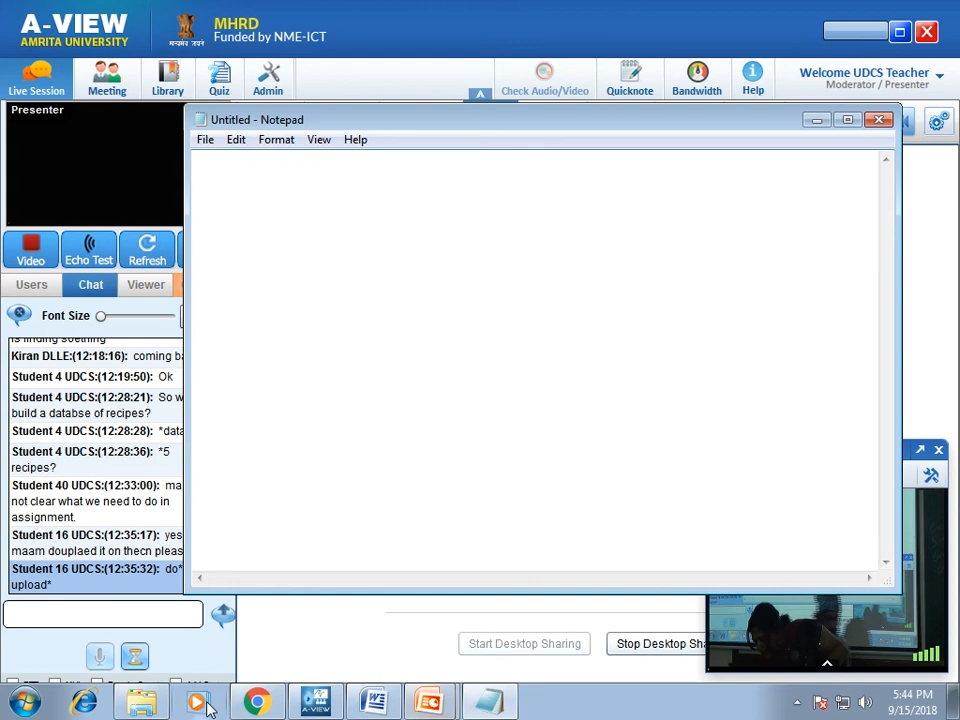 A-VIEW
AMRITA UNIVERSITY
MHRD
Funded by NME-ICT
Live Session
Meeting
Library
Quiz
Admin
Check Audio/Video
Quicknote
Bandwidth
Help
Welcome UDCS Teacher
Moderator / Presenter
Presenter
Untitled - Notepad
File Edit Format View Help
Video
Echo Test
Refresh
Users
Chat
Viewer
Font Size
Kiran DLLE:(12:18:16): coming
Student 4 UDCS:(12:19:50): Ok
Student 4 UDCS:(12:28:21): So
build a databse of recipes?
Student 4 UDCS:(12:28:28):
Student 4 UDCS:(12:28:36): *5
recipes?
Student 40 UDCS:(12:33:00):
not clear what we need to do in
assignment.
Student 16 UDCS:(12:35:17): yes
maam douplaed it on thecn
Student 16 UDCS:(12:35:32): do*
upload*
Start Desktop Sharing
Stop Desktop
A-VIEW
5:44 PM
9/15/2018